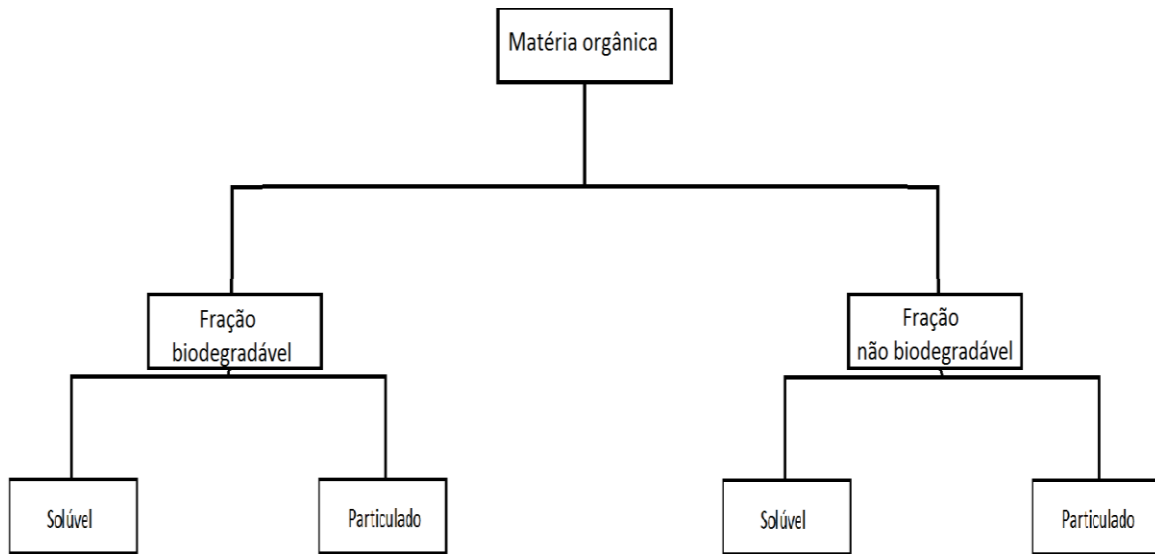 Matéria orgânica
Fração
biodegradável
Fração
não biodegradável
Solúvel
Particulado
Solúvel
Particulado